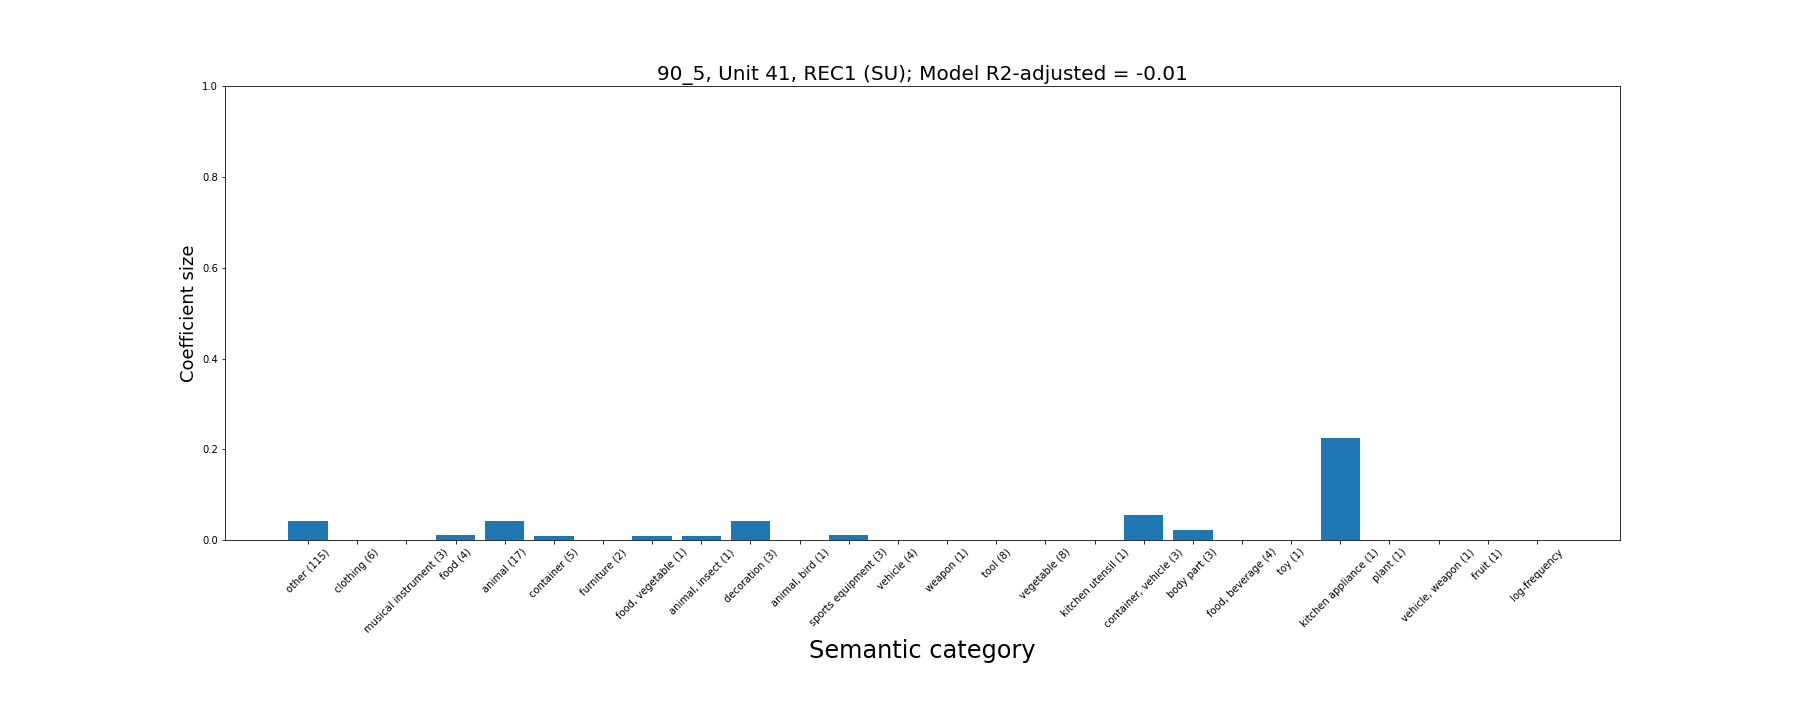 90_5, Unit 41, REC1 (SU); Model R2-adjusted = -0.01
Coefficient size
1.0
0.8
0.6
0.4
0.2
0.0
other (115)
clothing (6)
musical instrument (3)
food (4)
animal (17)
container (5)
furniture (2)
food, vegetable (1)
animal, insect (1)
decoration (3)
animal, bird (1)
sports equipment (3)
vehicle (4)
weapon (1)
tool (8)
vegetable (8)
kitchen utensil (1)
container, vehicle (3)
body part (3)
food, beverage (4)
toy (1)
kitchen appliance (1)
plant (1)
vehicle, weapon (1)
fruit (1)
log-frequency
Semantic category